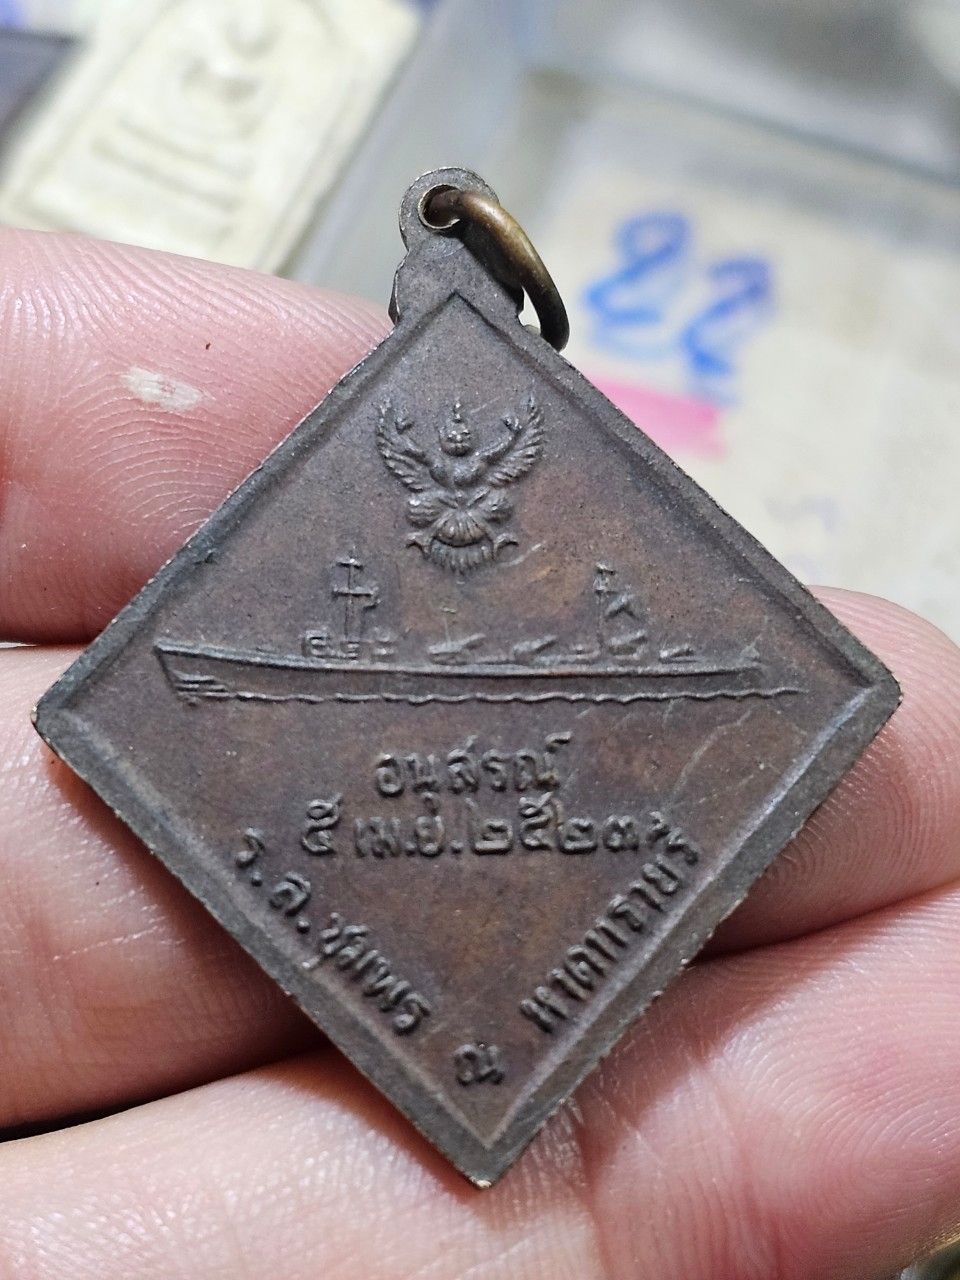 อนุสรณ์
๕ เม.ย.๒๕๒๓
ร.ล.ชุมพร
ณ
หาดทรายรี
22